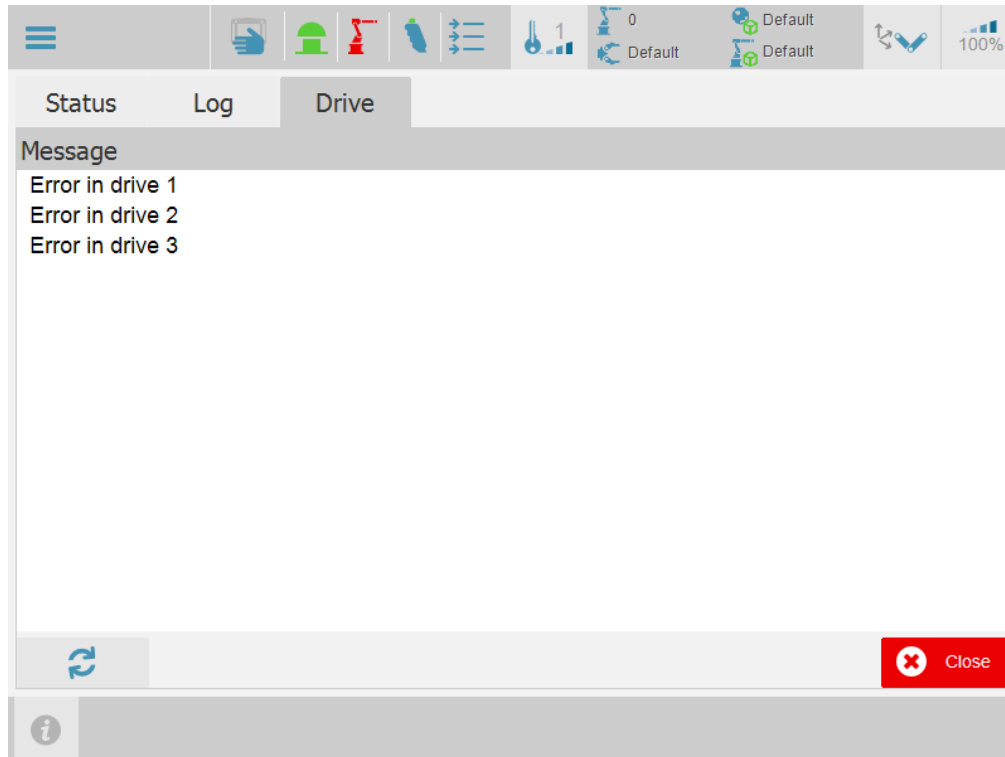 1
0
Default
Default
Default
100%
Status Log Drive
Message
Error in drive 1
Error in drive 2
Error in drive 3
Close